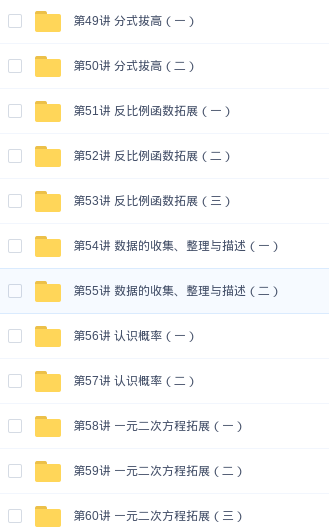 第49讲 分式拔高（一）
第50讲 分式拔高（二）
第51讲 反比例函数拓展（一）
第52讲 反比例函数拓展（二）
第53讲 反比例函数拓展（三）
第54讲 数据的收集、整理与描述（一）
第55讲 数据的收集、整理与描述（二）
第56讲 认识概率（一）
第57讲 认识概率（二）
第58讲 一元二次方程拓展（一）
第59讲 一元二次方程拓展（二）
第60讲 一元二次方程拓展（三）